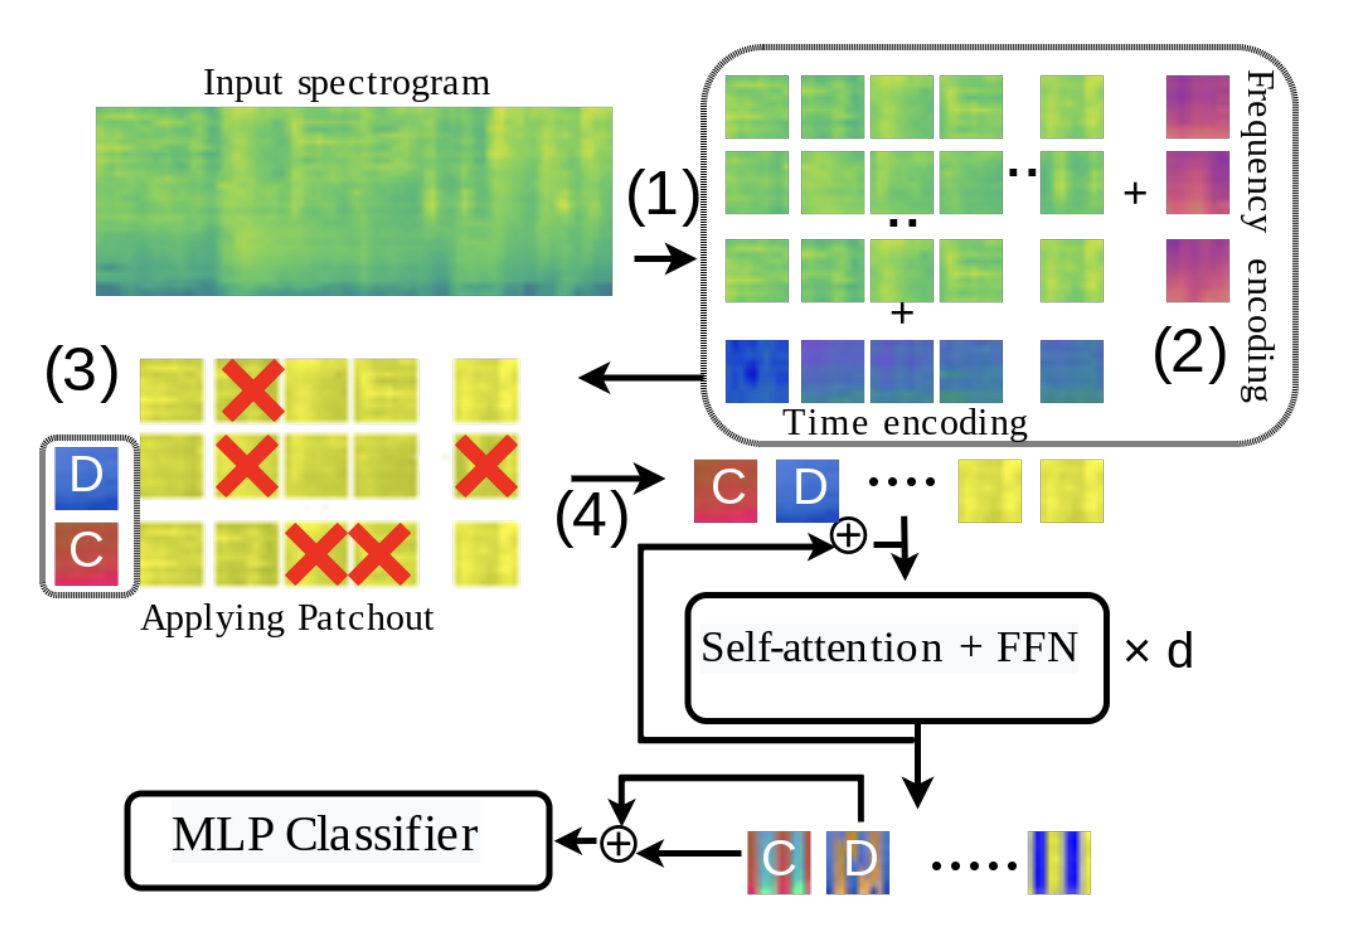 Input spectrogram
(1)
..
..
+
+
Frequency encoding
(2)
Time encoding
(3)
D
C
Applying Patchout
(4)
C D ....
+
Self-attention + FFN
× d
MLP Classifier
+
C D .....